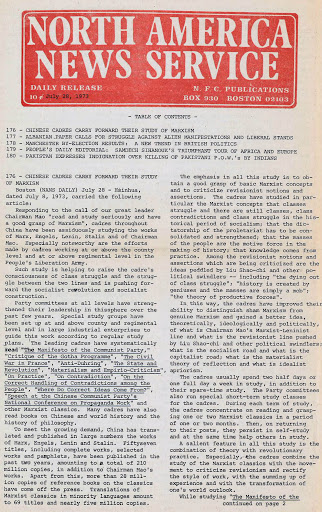 NORTH AMERICA
NEWS SERVICE
DAILY RELEASE
N.F.C. PUBLICATIONS
10¢ July 28, 1973
BOX 930 BOSTON 02103
- TABLE OF CONTENTS -
176 - CHINESE CADRES CARRY FORWARD THEIR STUDY OF MARXISM
177 - ALBANIAN PAPER CALLS FOR STRUGGLE AGAINST ALIEN MANIFESTATIONS AND LIBERAL STANDS
178 - MANCHESTER BY-ELECTION RESULTS: A NEW TREND IN BRITISH POLITICS
179 - PEOPLE'S DAILY EDITORIAL: SAMDECH SIHANOUK'S TRIUMPHANT TOUR OF AFRICA AND EUROPE
180 - PAKISTAN EXPRESSES INDIGNATION OVER KILLING OF PAKISTANI P.O.W.'s BY INDIANS
176 - CHINESE CADRES CARRY FORWARD THEIR STUDY
OF MARXISM
Boston (NANS DAILY) July 28 - Hsinhua,
dated July 8, 1973, carried the following
article.
Responding to the call of our great leader
Chairman Mao "read and study seriously and have
a good grasp of Marxism", cadres throughout
China have been assiduously studying the works
of Marx, Engels, Lenin, Stalin and of Chairman
Mao. Especially noteworthy are the efforts
made by cadres working at or above the county
level and at or above regimental level in the
People's Liberation Army.
Such study is helping to raise the cadre's
consciousness of class struggle and the strug-
gle between the two lines and is pushing for-
ward the socialist revolution and socialist
construction.
Party committees at all levels have streng-
thened their leadership in this over the
past few years. Special study groups have
been set up at above county and regimental
level and in large industrial enterprises to
guide this work according to regular study
plans. The leading cadres have systematically
read "The Manifesto of the Communist Party",
"Critique of the Gotha Programme", "The Civil
War in France", "Anti-Duhring", "The State and
Revolution", "Materialism and Empirio-Criticism",
"On Practice", "On Contradiction", "On the
Correct Handling of Contradictions among the
People", "Where Do Correct Ideas Come From?",
"Speech at the Chinese Communist Party's
National Conference on Propaganda Work" and
other Marxist classics. Many cadres have also
read books on Chinese and world history and the
history of philosophy.
To meet the growing demand, China has trans-
lated and published in large numbers the works
of Marx, Engels, Lenin and Stalin. Fifty-seven
titles, including complete works, selected
works and pamphlets, have been published in the
past two years, amounting to a total of 210
million copies, in addition to Chairman Mao's
works. Apart from this, more than 28 mill-
ion copies of reference books on the classics
have come off the press. Translations of
Marxist classics in minority languages amount
to 69 titles and nearly five million copies.
The emphasis in all this study is to ob-
tain a good grasp of basic Marxist concepts
and to criticize revisionist notions and
assertions. The cadres have studied in par-
ticular the Marxist concepts that classes
struggle and there are still classes, class
contradictions and class struggle in the his-
torical period of socialism; that the dic-
tatorship of the proletariat has to be con-
solidated and strengthened; that the masses
of the people are the motive force in the
making of history; that knowledge comes from
practice. Among the revisionist notions and
assertions which are being criticised are the
ideas peddled by Liu Shao-chi and other po-
litical swindlers -- including "the dying out
of class struggle", "history is created by
geniuses and the masses are simply a mob";
"the theory of productive forces".
In this way, the cadres have improved their
ability to distinguish sham Marxism from
genuine Marxism and gained a better idea,
theoretically, ideologically and politically,
of what is Chairman Mao's Marxist-Leninist
line and what is the revisionist line pushed
by Liu Shao-chi and other political swindlers;
what is the socialist road and what is the
capitalist road; what is the materialist
theory of reflection and what is idealist
apriorism.
The cadres usually spend two half days or
one full day a week in study, in addition to
their spare-time study. The Party committees
also run special short-term study classes
for the cadres. During each term of study,
the cadres concentrate on reading and grasp-
ing one or two Marxist classics in a period
of one or two months. Then, on returning
to their posts, they persist in self-study
and at the same time help others in study.
A salient feature in all this study is the
combination of theory with revolutionary
practice. Especially, the cadres combine the
study of the Marxist classics with the move-
ment to criticize revisionism and rectify
the style of work, with the summing up of
experience and with the transformation of
one's world outlook.
While studying "The Manifesto of the
continued on page 2